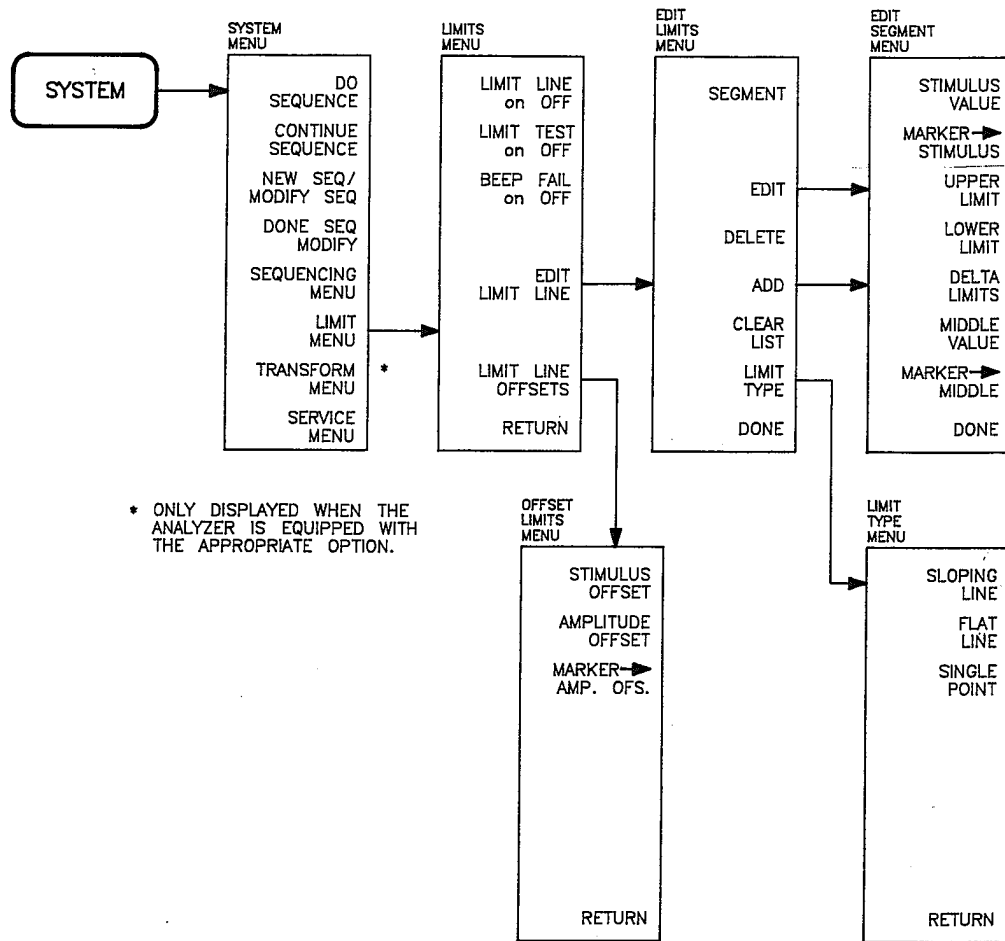 SYSTEM
SYSTEM
MENU
DO
SEQUENCE
CONTINUE
SEQUENCE
NEW SEQ/
MODIFY SEQ
DONE SEQ
MODIFY
SEQUENCING
MENU
LIMIT
MENU
TRANSFORM *
MENU
SERVICE
MENU
* ONLY DISPLAYED WHEN THE
ANALYZER IS EQUIPPED WITH
THE APPROPRIATE OPTION.
LIMITS
MENU
LIMIT LINE
on OFF
LIMIT TEST
on OFF
BEEP FAIL
on OFF
EDIT
LIMIT LINE
LIMIT LINE
OFFSETS
RETURN
EDIT
LIMITS
MENU
SEGMENT
EDIT
DELETE
ADD
CLEAR
LIST
LIMIT
TYPE
DONE
EDIT
SEGMENT
MENU
STIMULUS
VALUE
MARKER→
STIMULUS
UPPER
LIMIT
LOWER
LIMIT
DELTA
LIMITS
MIDDLE
VALUE
MARKER→
MIDDLE
DONE
OFFSET
LIMITS
MENU
STIMULUS
OFFSET
AMPLITUDE
OFFSET
MARKER→
AMP. OFS.
RETURN
LIMIT
TYPE
MENU
SLOPING
LINE
FLAT
LINE
SINGLE
POINT
RETURN